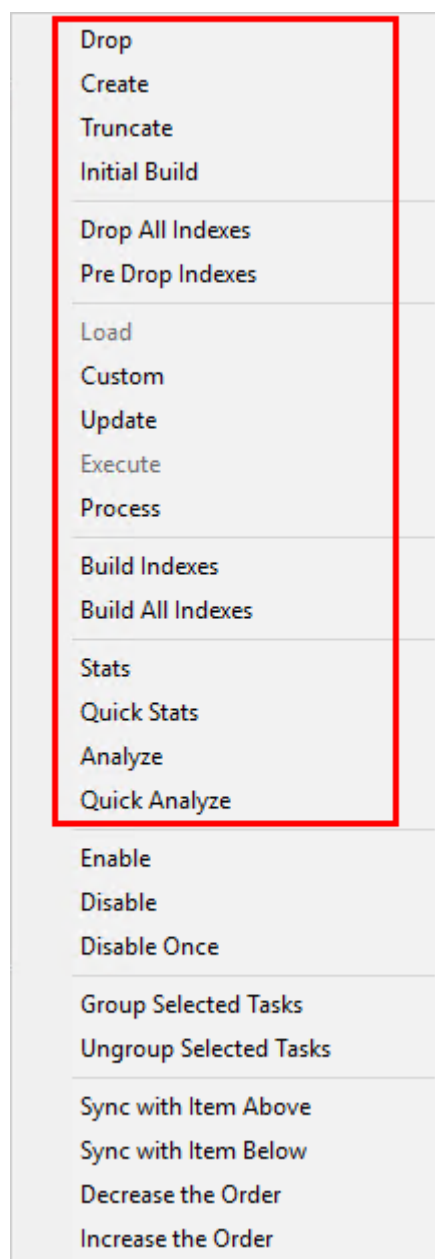 Drop
Create
Truncate
Initial Build
Drop All Indexes
Pre Drop Indexes
Load
Custom
Update
Execute
Process
Build Indexes
Build All Indexes
Stats
Quick Stats
Analyze
Quick Analyze
Enable
Disable
Disable Once
Group Selected Tasks
Ungroup Selected Tasks
Sync with Item Above
Sync with Item Below
Decrease the Order
Increase the Order